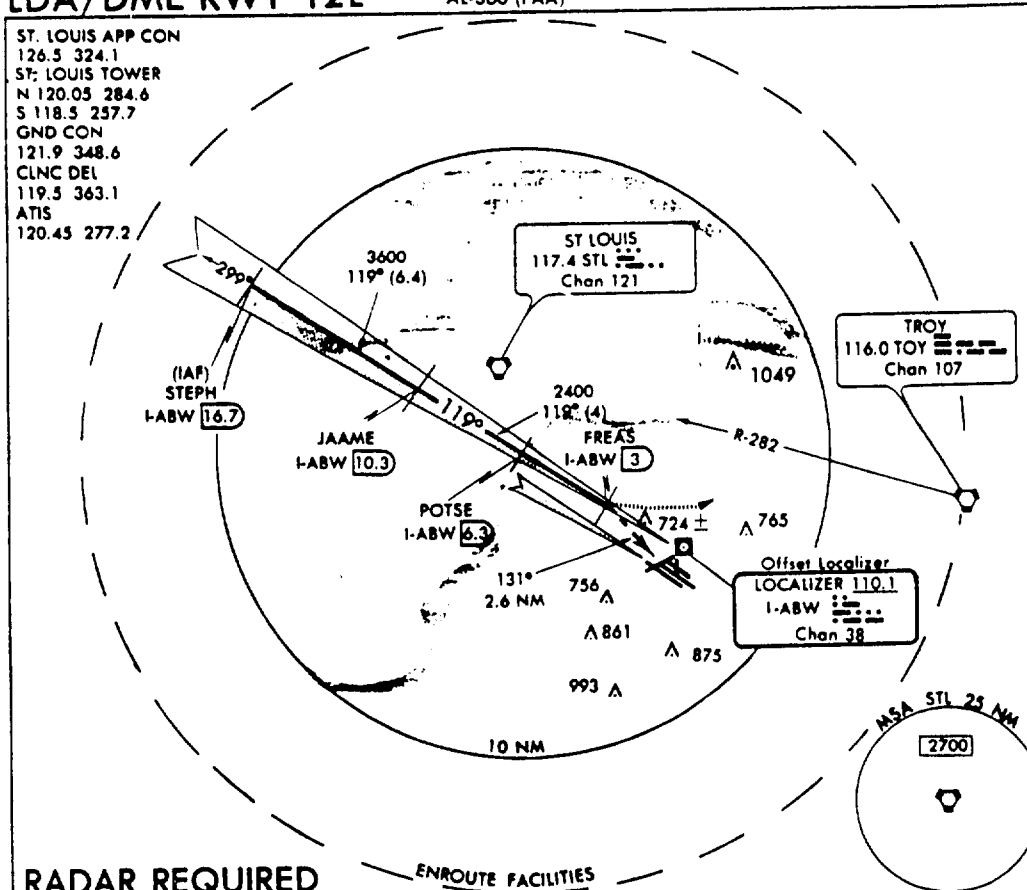 LDA/DME RWY 12L
(FAA)
ST. LOUIS APP CON
126.5 324.1
ST. LOUIS TOWER
N 120.05 284.6
S 118.5 257.7
GND CON
121.9 348.6
CLNC DEL
119.5 363.1
ATIS
120.45 277.2
ST LOUIS
117.4 STL
Chan 121
3600
119° (6.4)
299°
TROY
116.0 TOY
Chan 107
1049
(IAF)
STEPH
I-ABW 16.7
2400
119° (4)
119°
JAAME
I-ABW 10.3
FREAS
I-ABW 3
R-282
POTSE
I-ABW 6.3
724 ±
765
131°
2.6 NM
Offset Localizer
LOCALIZER 110.1
I-ABW
Chan 38
756
861
875
993
10 NM
MSA STL 25 NM
2700
RADAR REQUIRED
ENROUTE FACILITIES